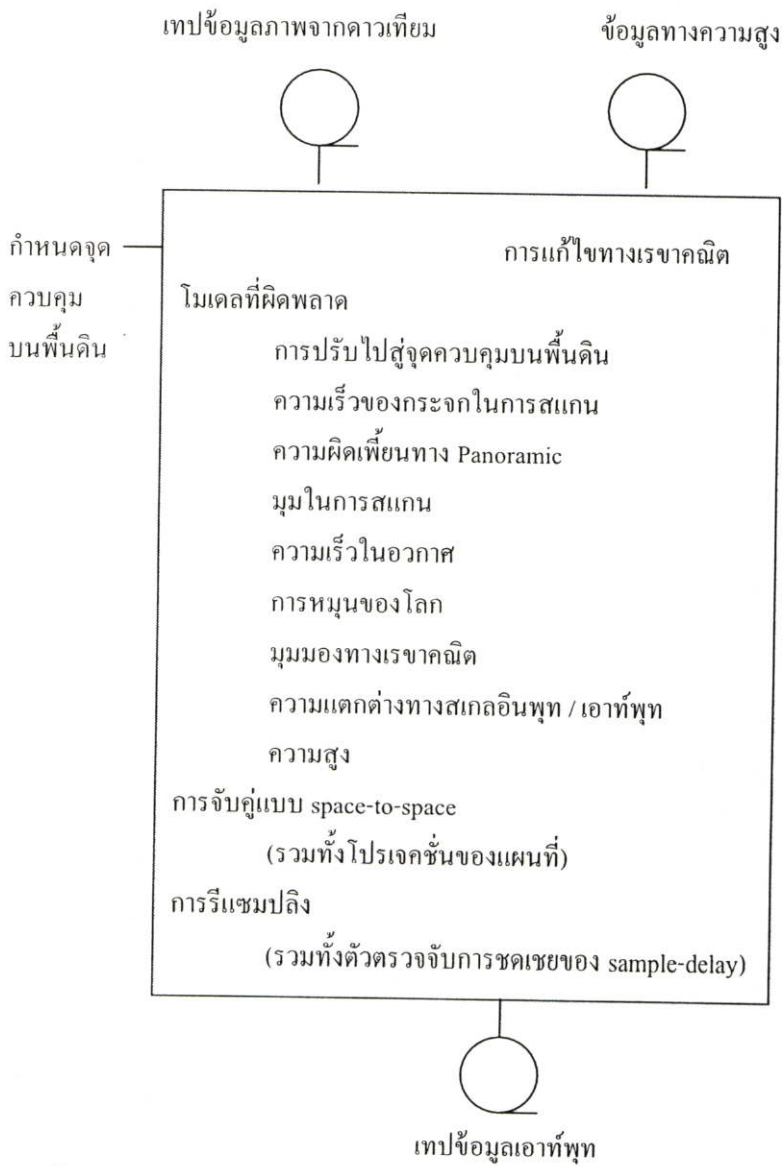 เทปข้อมูลภาพจากดาวเทียม
ข้อมูลทางความสูง
กำหนดจุด
ควบคุม
บนพื้นดิน
การแก้ไขทางเรขาคณิต
โมเดลที่ผิดพลาด
การปรับไปสู่จุดควบคุมบนพื้นดิน
ความเร็วของกระจกในการสแกน
ความผิดเพี้ยนทาง Panoramic
มุมในการสแกน
ความเร็วในอวกาศ
การหมุนของโลก
มุมมองทางเรขาคณิต
ความแตกต่างทางสเกลอินพุท / เอาท์พุท
ความสูง
การจับคู่แบบ space-to-space
(รวมทั้งโปรเจคชั่นของแผนที่)
การรีแซมปลิง
(รวมทั้งตัวตรวจจับการชดเชยของ sample-delay)
เทปข้อมูลเอาท์พุท